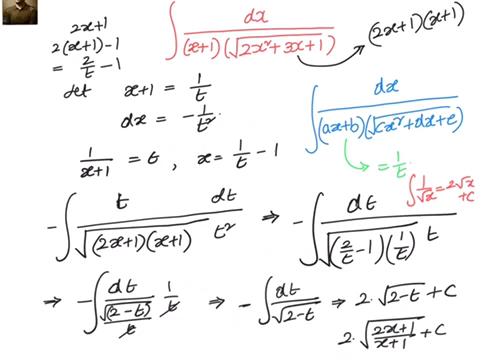 2x+1
2(x+1)-1
= 2/t - 1
∫ dx / (x+1)(√2x²+3x+1)
(2x+1)(x+1)
let x+1 = 1/t
dx = -1/t².
1/(x+1) = t , x = 1/t - 1
∫ dx / (ax+b)(√cx²+dx+e)
= 1/t
∫ 1/√x = 2√x + c
-∫ t / √(2x+1)(x+1) dt/t² ⇒ -∫ dt / √(2/t - 1)(1/t) t
⇒ -∫ dt / (√(2-t) / t) 1/t ⇒ -∫ dt / √2-t ⇒ 2.√2-t + C
2.√(2x+1)/(x+1) + C